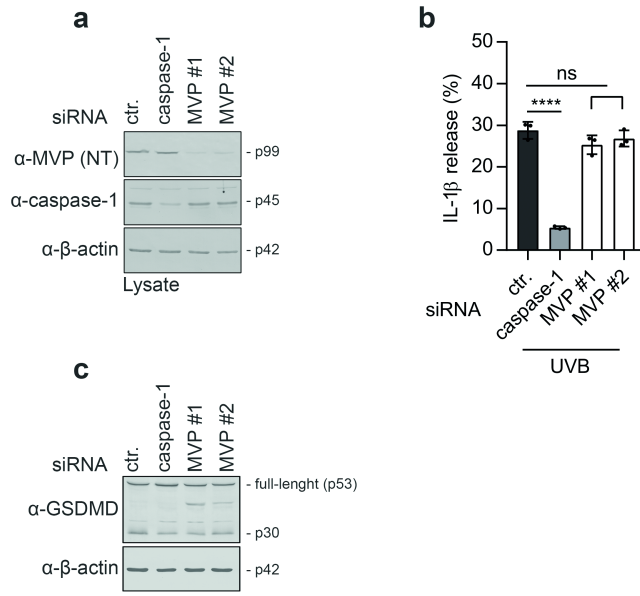 a
siRNA
ctr.
caspase-1
MVP #1
MVP #2
α-MVP (NT)
- p99
α-caspase-1
- p45
α-β-actin
- p42
Lysate
b
IL-1β release (%)
50
40
30
20
10
0
ns
****
siRNA
ctr.
caspase-1
MVP #1
MVP #2
UVB
c
siRNA
ctr.
caspase-1
MVP #1
MVP #2
α-GSDMD
- full-lenght (p53)
- p30
α-β-actin
- p42